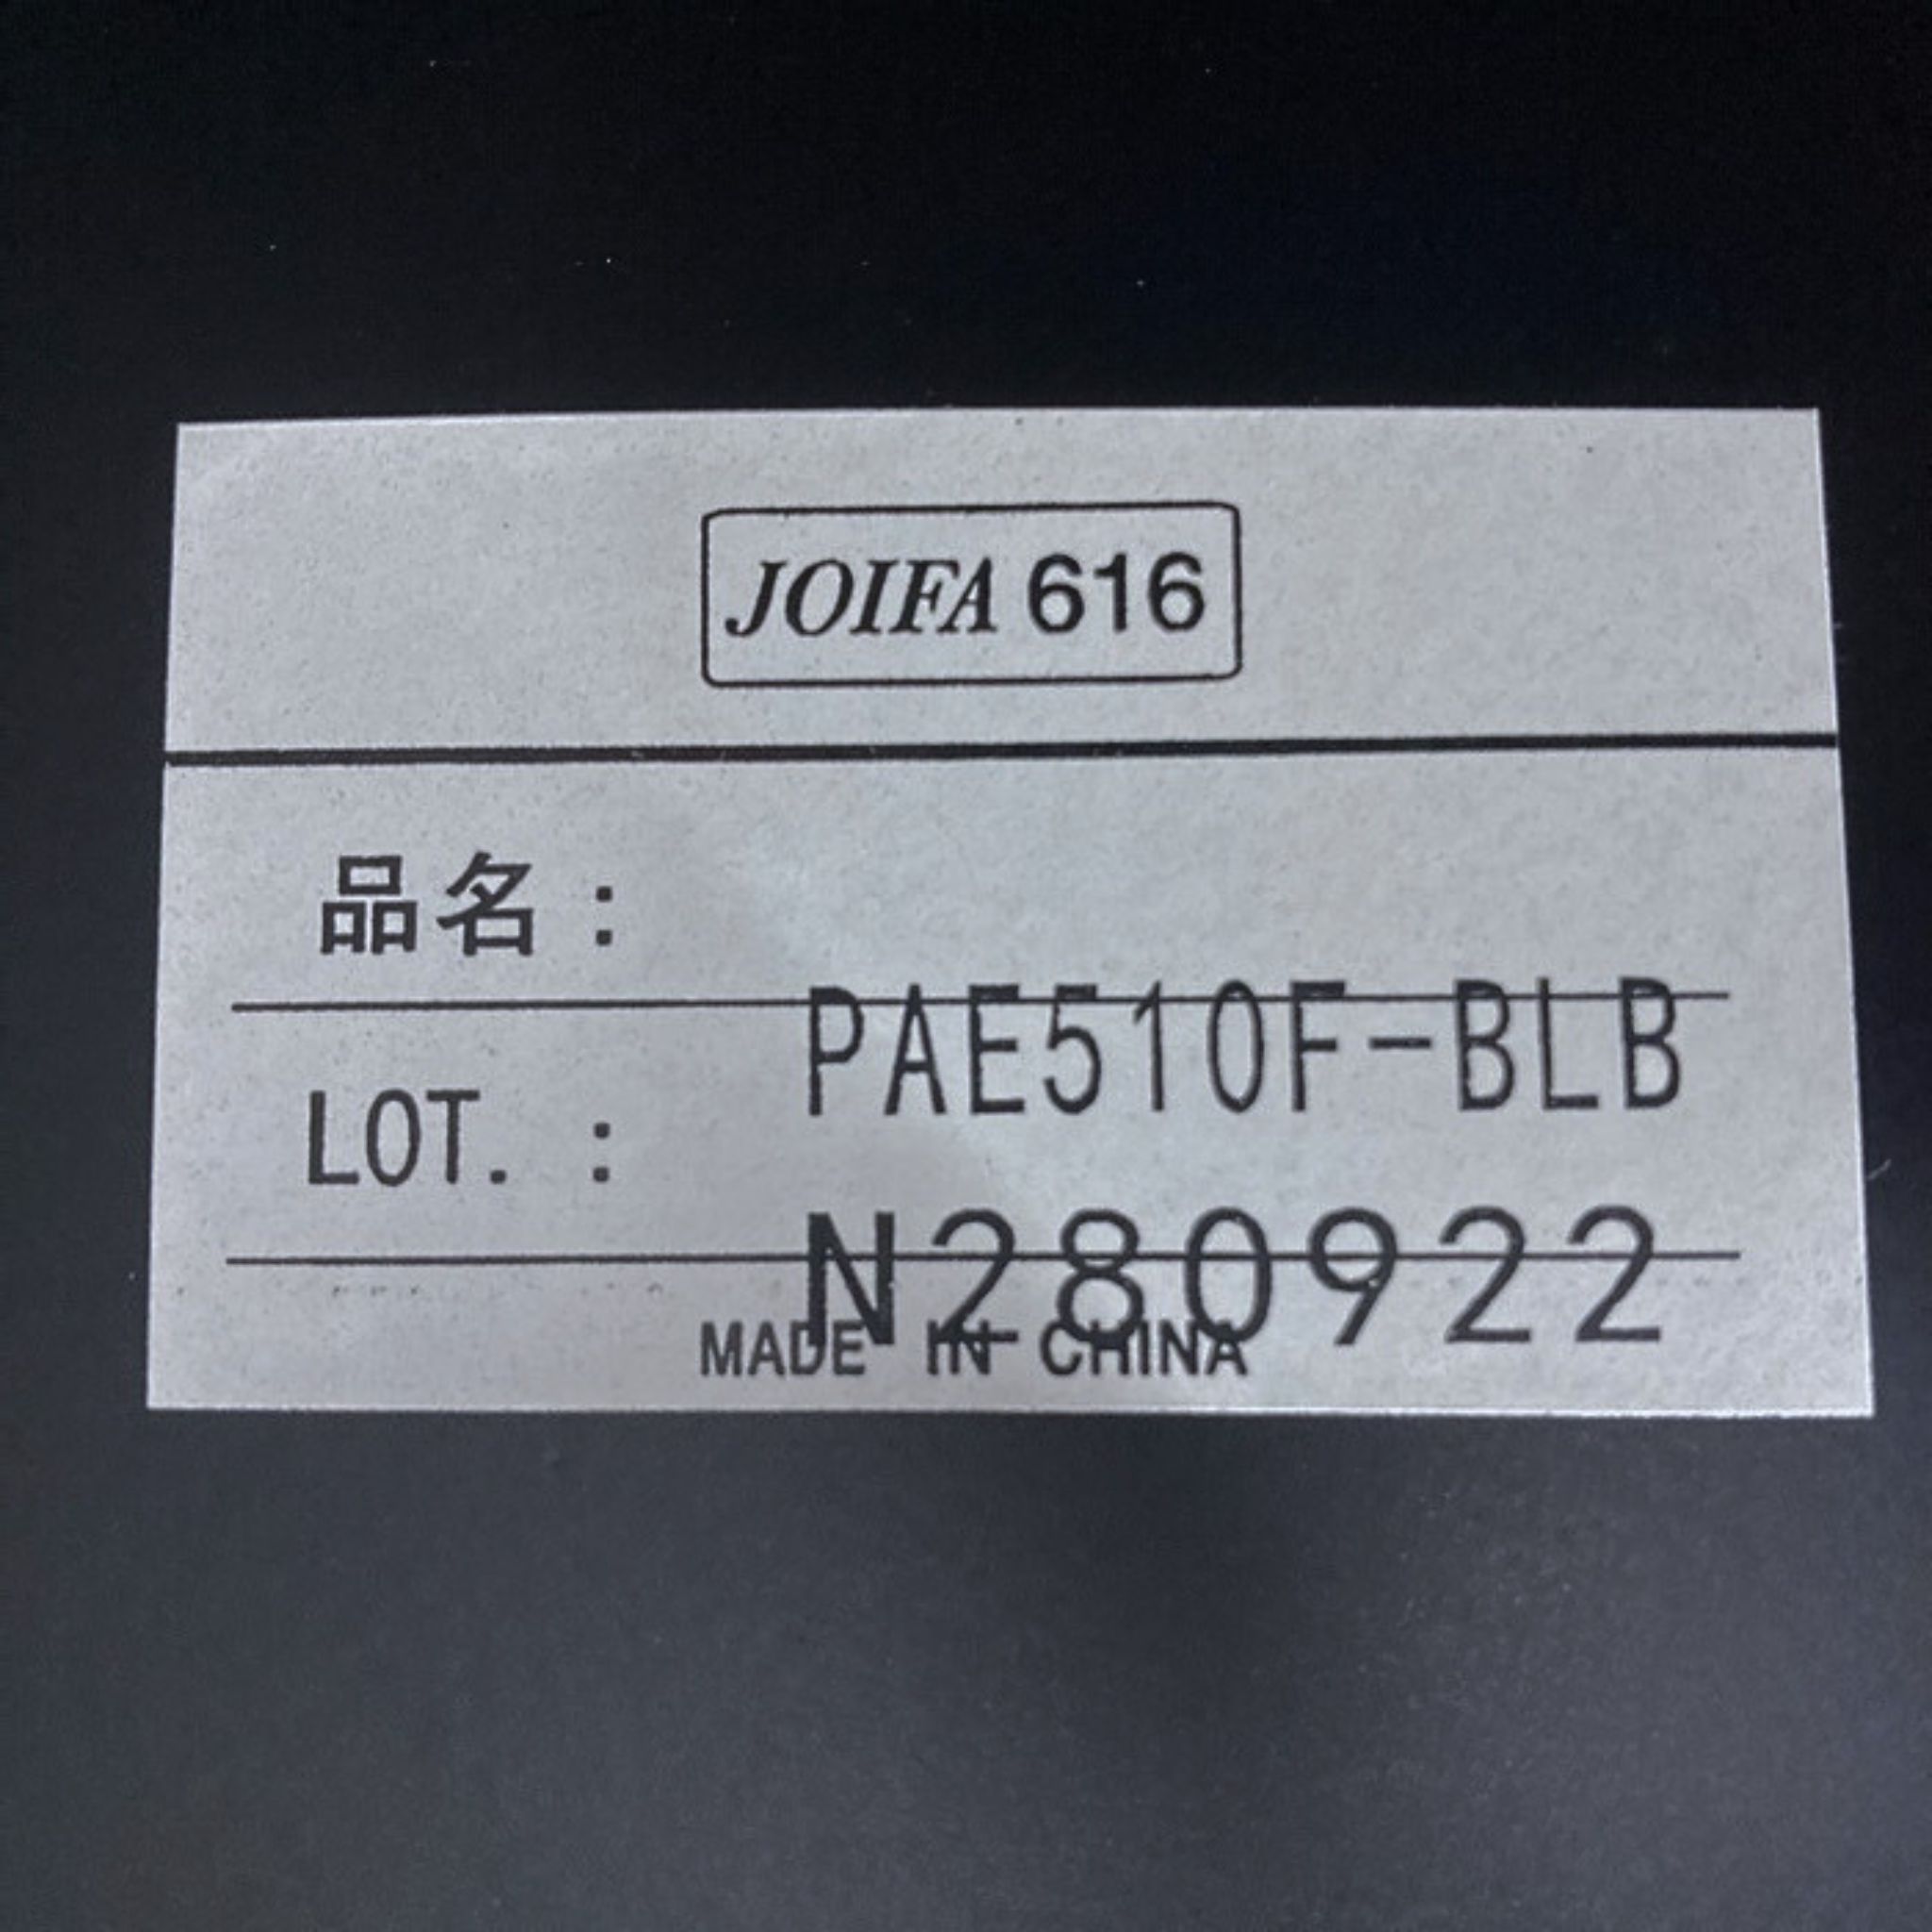 JOIFA 616
品名：
PAE510F-BLB
LOT. :
N280922
MADE IN CHINA